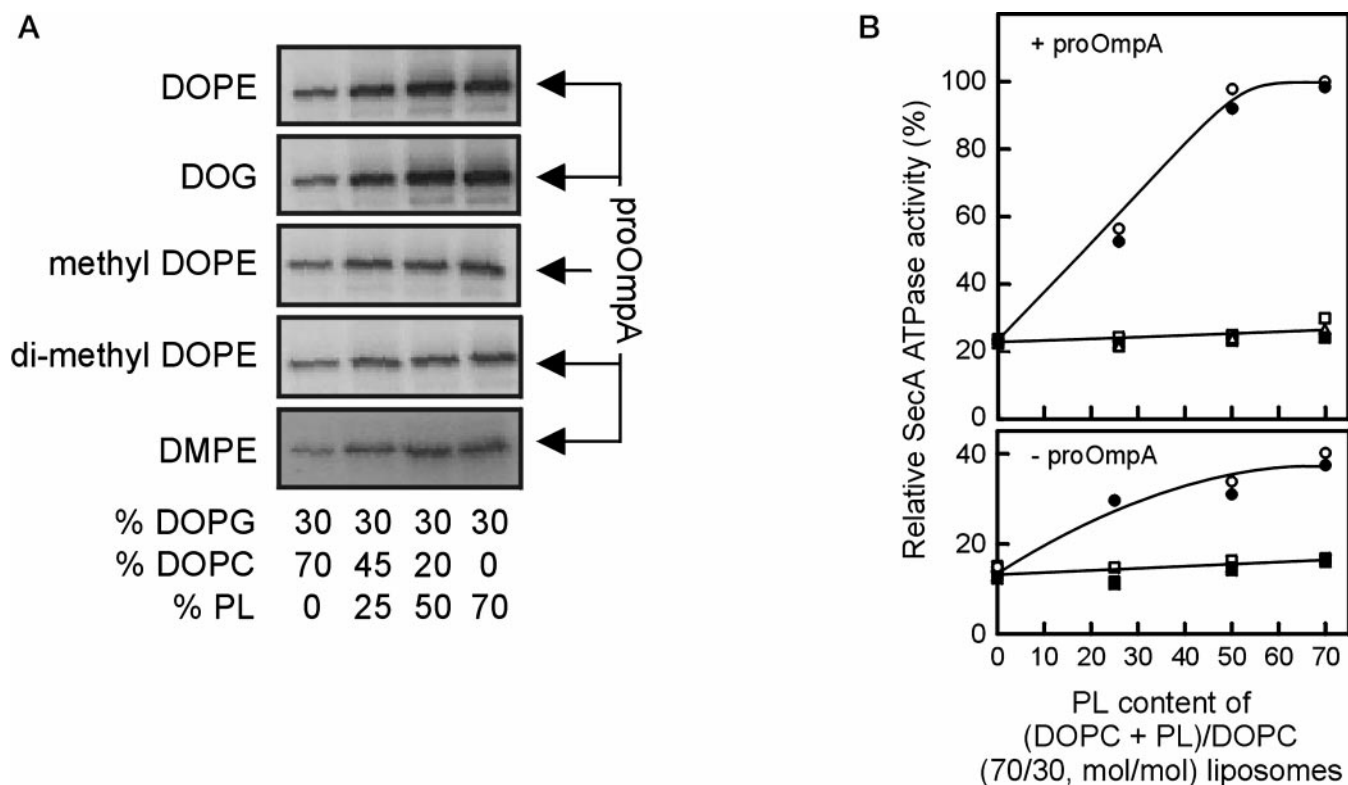 A
DOPE
DOG
methyl DOPE
di-methyl DOPE
DMPE
proOmpA
% DOPG 30 30 30 30
% DOPC 70 45 20 0
% PL 0 25 50 70
B
Relative SecA ATPase activity (%)
+ proOmpA
100
80
60
40
20
0
- proOmpA
40
20
0
0 10 20 30 40 50 60 70
PL content of
(DOPC + PL)/DOPC
(70/30, mol/mol) liposomes